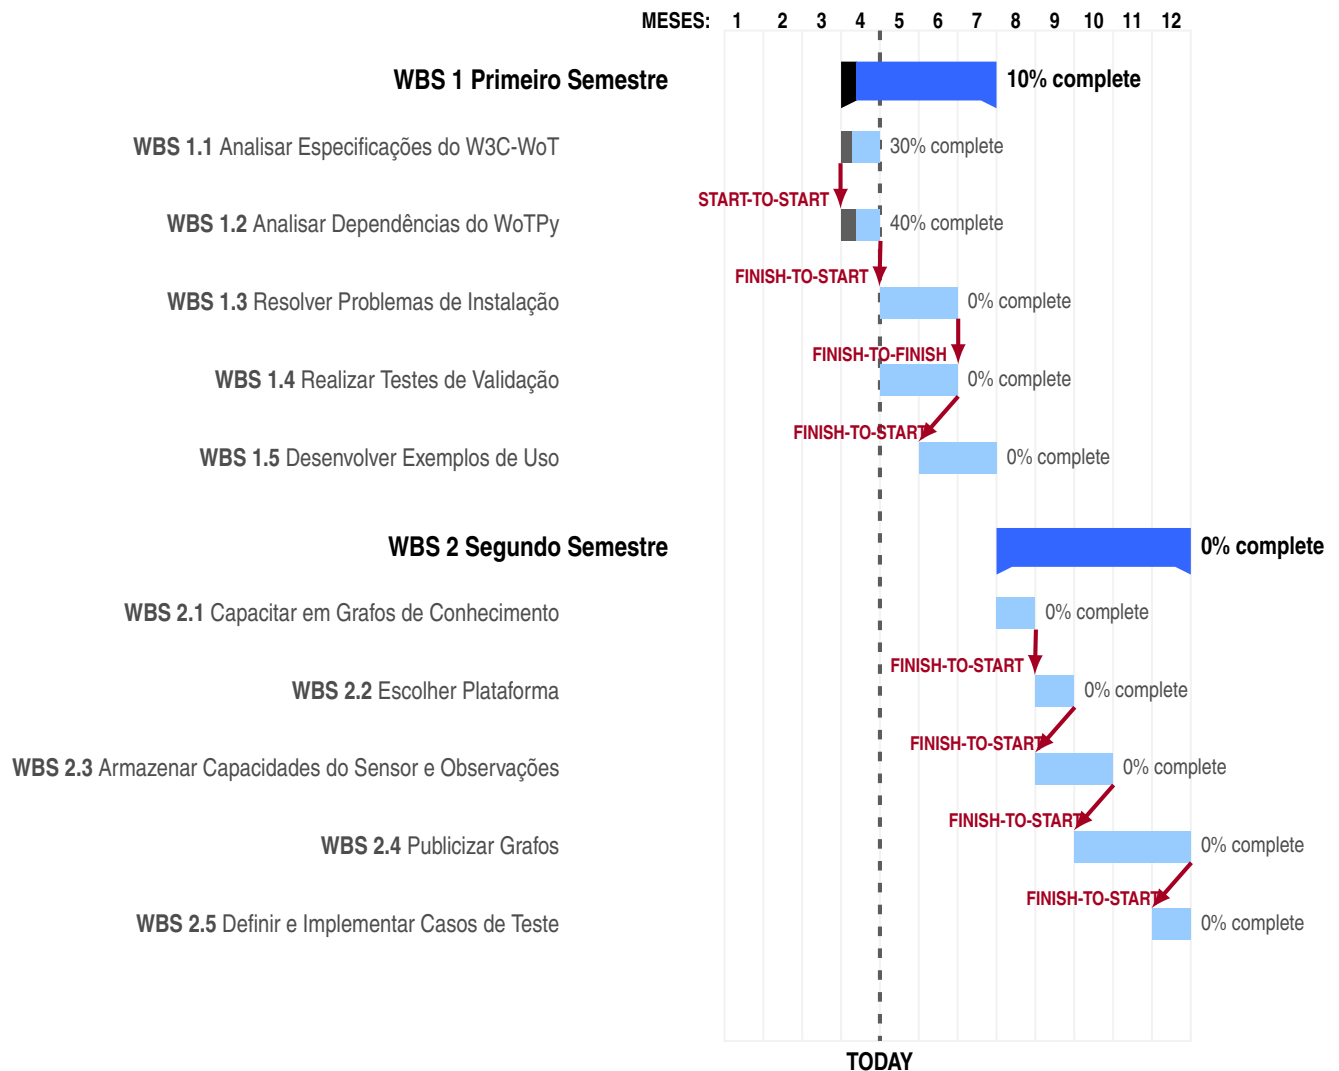 MESES: 1 2 3 4 5 6 7 8 9 10 11 12
WBS 1 Primeiro Semestre 10% complete
WBS 1.1 Analisar Especificações do W3C-WoT 30% complete
START-TO-START
WBS 1.2 Analisar Dependências do WoTPy 40% complete
FINISH-TO-START
WBS 1.3 Resolver Problemas de Instalação 0% complete
FINISH-TO-FINISH
WBS 1.4 Realizar Testes de Validação 0% complete
FINISH-TO-START
WBS 1.5 Desenvolver Exemplos de Uso 0% complete
WBS 2 Segundo Semestre 0% complete
WBS 2.1 Capacitar em Grafos de Conhecimento 0% complete
FINISH-TO-START
WBS 2.2 Escolher Plataforma 0% complete
FINISH-TO-START
WBS 2.3 Armazenar Capacidades do Sensor e Observações 0% complete
FINISH-TO-START
WBS 2.4 Publicizar Grafos 0% complete
FINISH-TO-START
WBS 2.5 Definir e Implementar Casos de Teste 0% complete
TODAY